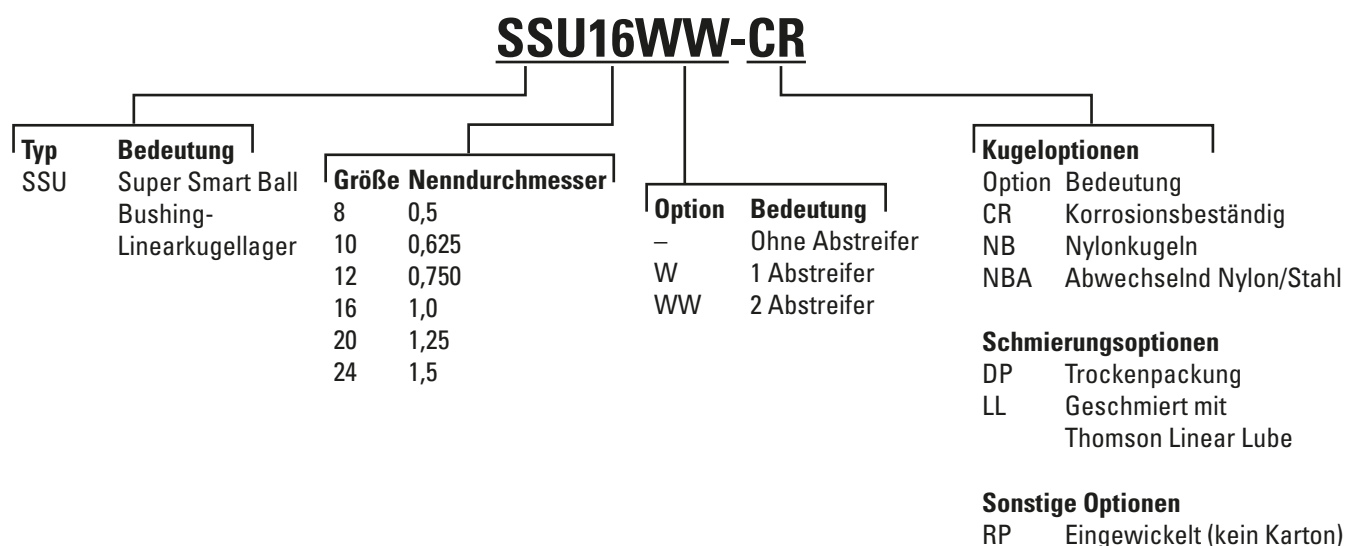 SSU16WW-CR
Typ Bedeutung
SSU Super Smart Ball
Bushing-
Linearkugellager
Größe Nenndurchmesser
8 0,5
10 0,625
12 0,750
16 1,0
20 1,25
24 1,5
Option Bedeutung
– Ohne Abstreifer
W 1 Abstreifer
WW 2 Abstreifer
Kugeloptionen
Option Bedeutung
CR Korrosionsbeständig
NB Nylonkugeln
NBA Abwechselnd Nylon/Stahl
Schmierungsoptionen
DP Trockenpackung
LL Geschmiert mit
Thomson Linear Lube
Sonstige Optionen
RP Eingewickelt (kein Karton)